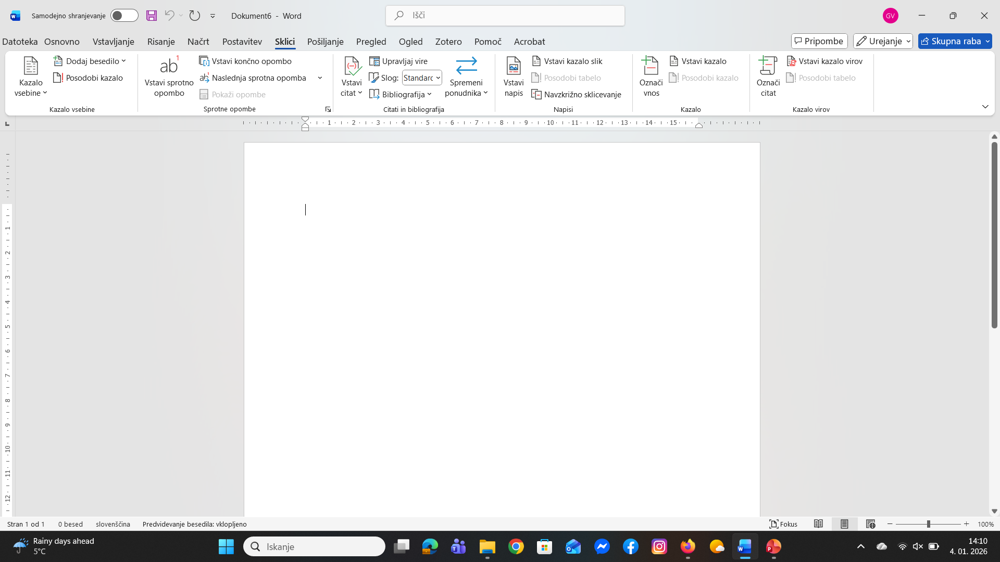 Samodejno shranjevanje
Dokument6 - Word
Išči
GV
Datoteka Osnovno Vstavljanje Risanje Načrt Postavitev Sklici Pošiljanje Pregled Ogled Zotero Pomoč Acrobat
Pripombe Urejanje Skupna raba
Kazalo
vsebine
Dodaj besedilo
Posodobi kazalo
Kazalo vsebine
ab1
Vstavi sprotno
opombo
Vstavi končno opombo
Naslednja sprotna opomba
Pokaži opombe
Sprotne opombe
Vstavi
citat
Upravljaj vire
Slog: Standard
Bibliografija
Spremeni
ponudnika
Citati in bibliografija
Vstavi
napis
Vstavi kazalo slik
Posodobi tabelo
Navzkrižno sklicevanje
Napisi
Označi
vnos
Vstavi kazalo
Posodobi kazalo
Kazalo
Označi
citat
Vstavi kazalo virov
Posodobi tabelo
Kazalo virov
1 2 3 4 5 6 7 8 9 10 11 12 13 14 15
1
2
3
4
5
6
7
8
9
10
11
12
Stran 1 od 1 0 besed slovenščina Predvidevanje besedila: vklopljeno
Fokus
100%
Rainy days ahead
5°C
Iskanje
14:10
4. 01. 2026